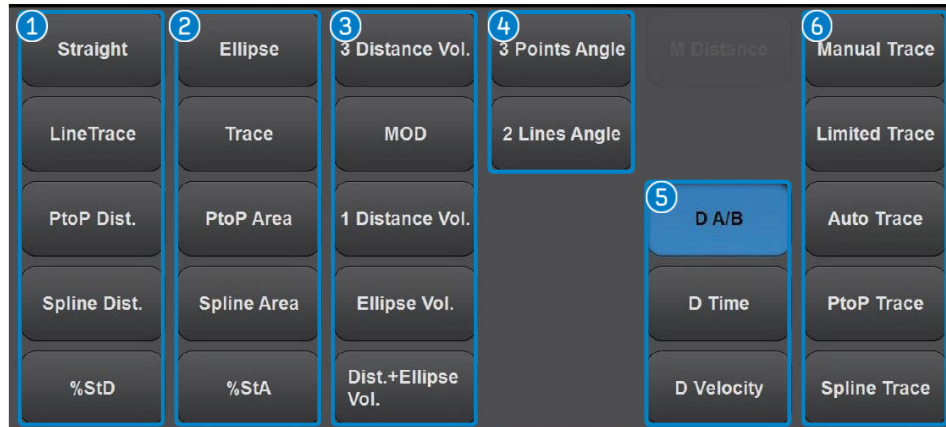 1 2 3 4 6
Straight Ellipse 3 Distance Vol. 3 Points Angle M Distance Manual Trace
LineTrace Trace MOD 2 Lines Angle Limited Trace
5
PtoP Dist. PtoP Area 1 Distance Vol. D A/B Auto Trace
Spline Dist. Spline Area Ellipse Vol. D Time PtoP Trace
%StD %StA Dist.+Ellipse Vol. D Velocity Spline Trace